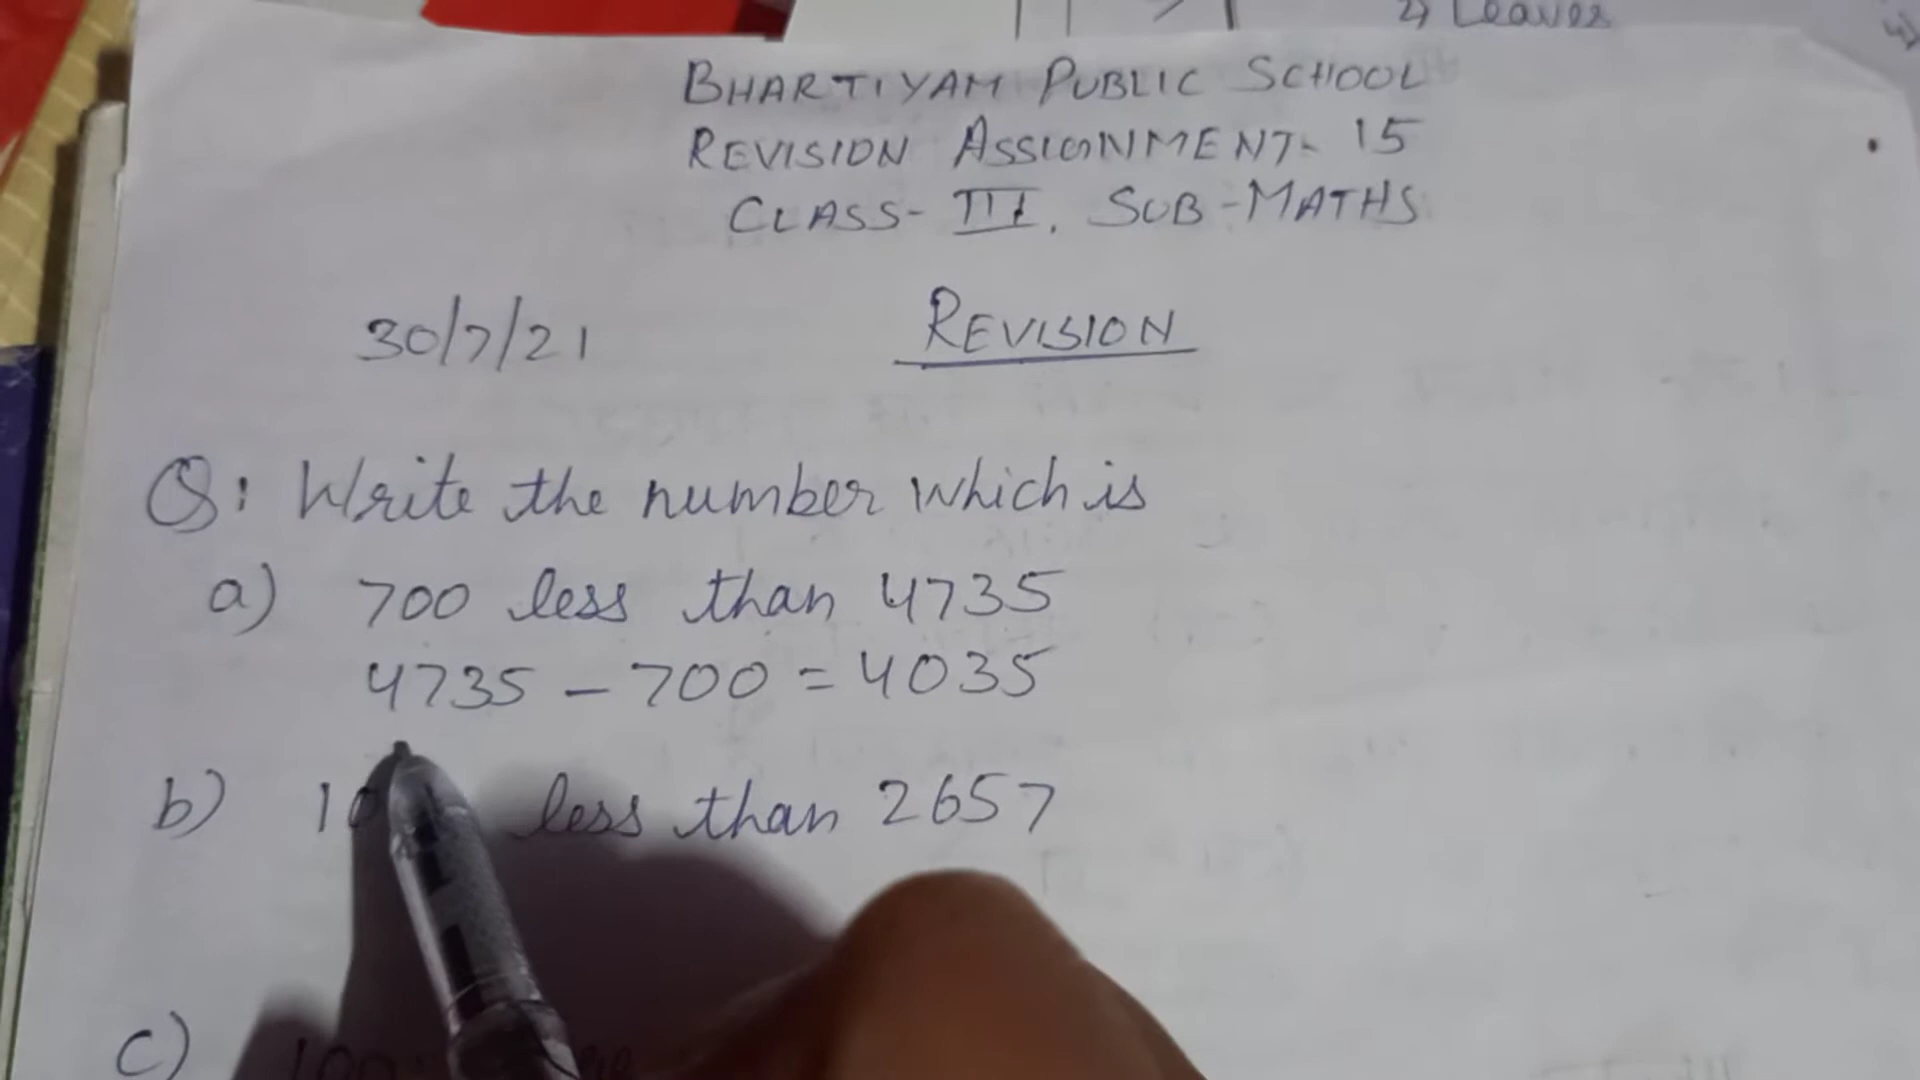 2) Leaves
BHARTIYAM PUBLIC SCHOOL
REVISION ASSIGNMENT- 15
CLASS- III, SUB-MATHS
30/7/21
REVISION
Q: Write the number which is
a) 700 less than 4735
4735 - 700 = 4035
b) less than 2657
c)